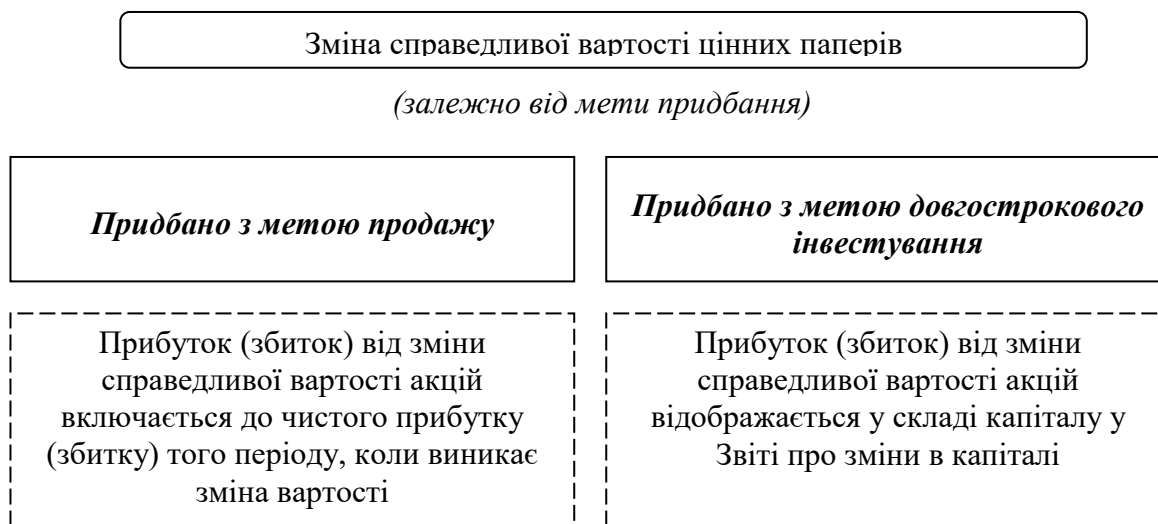 Зміна справедливої вартості цінних паперів
(залежно від мети придбання)
Придбано з метою продажу
Придбано з метою довгострокового
інвестування
Прибуток (збиток) від зміни
справедливої вартості акцій
включається до чистого прибутку
(збитку) того періоду, коли виникає
зміна вартості
Прибуток (збиток) від зміни
справедливої вартості акцій
відображається у складі капіталу у
Звіті про зміни в капіталі